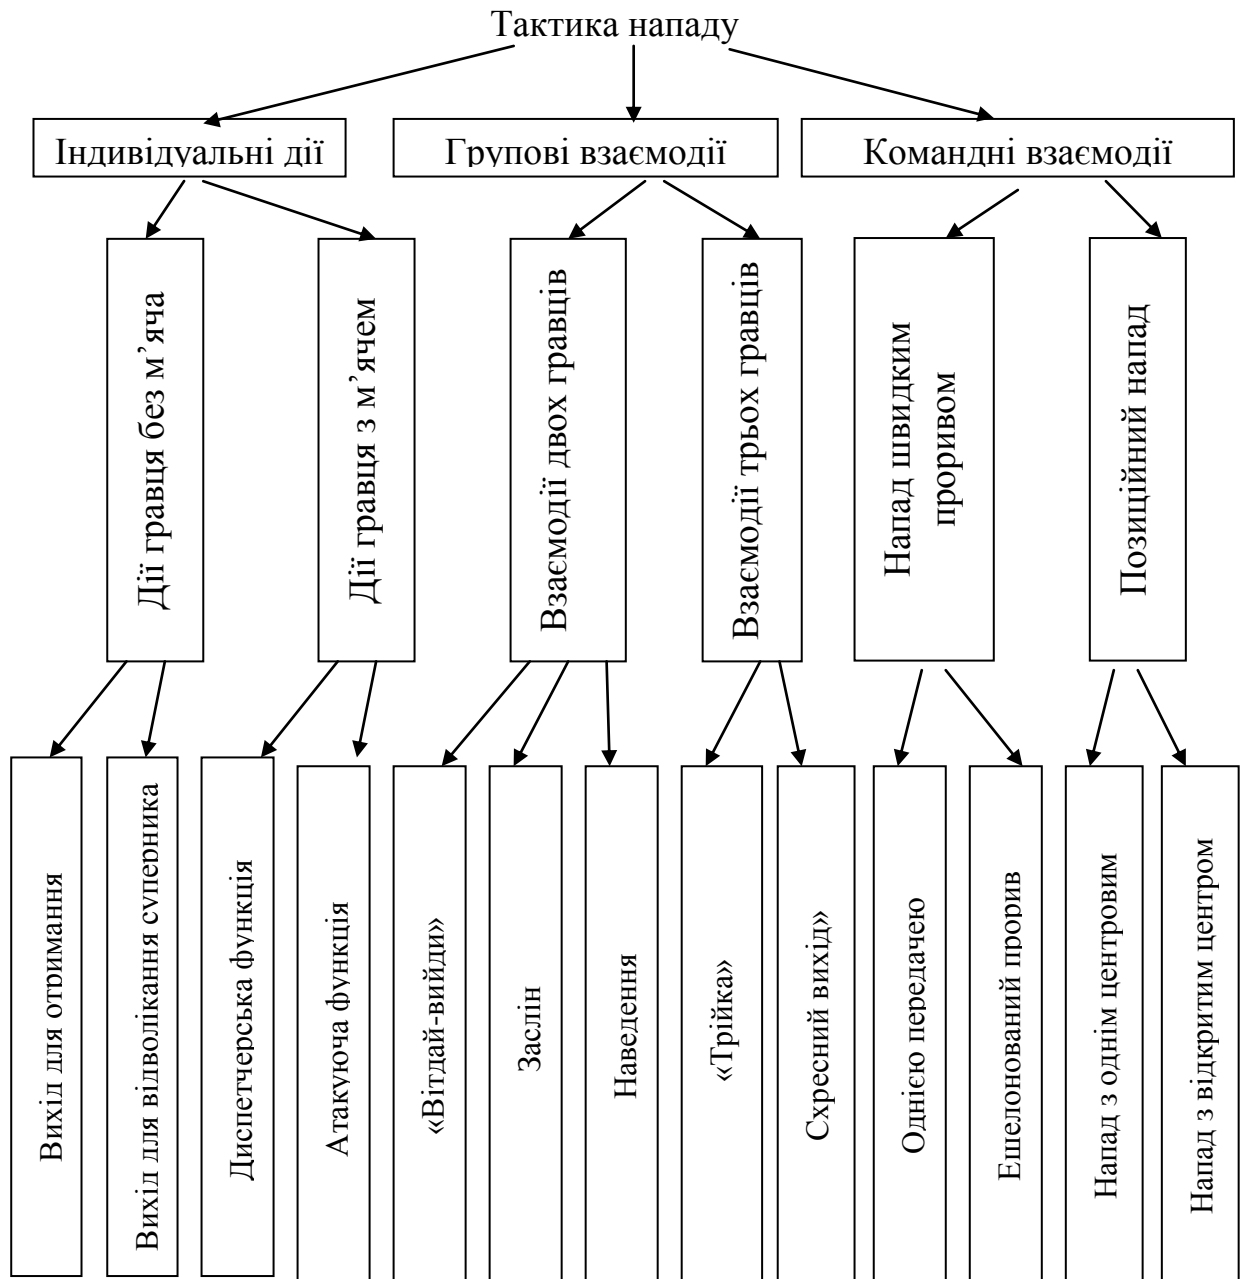 Тактика нападу
Індивідуальні дії
Групові взаємодії
Командні взаємодії
Дії гравця без м’яча
Дії гравця з м’ячем
Взаємодії двох гравців
Взаємодії трьох гравців
Напад швидким
проривом
Позиційний напад
Вихід для отримання
Вихід для відволікання суперника
Диспетчерська функція
Атакуюча функція
«Вітдай-вийди»
Заслін
Наведення
«Трійка»
Схресний вихід»
Однією передачею
Ешелонований прорив
Напад з однім центровим
Напад з відкритим центром